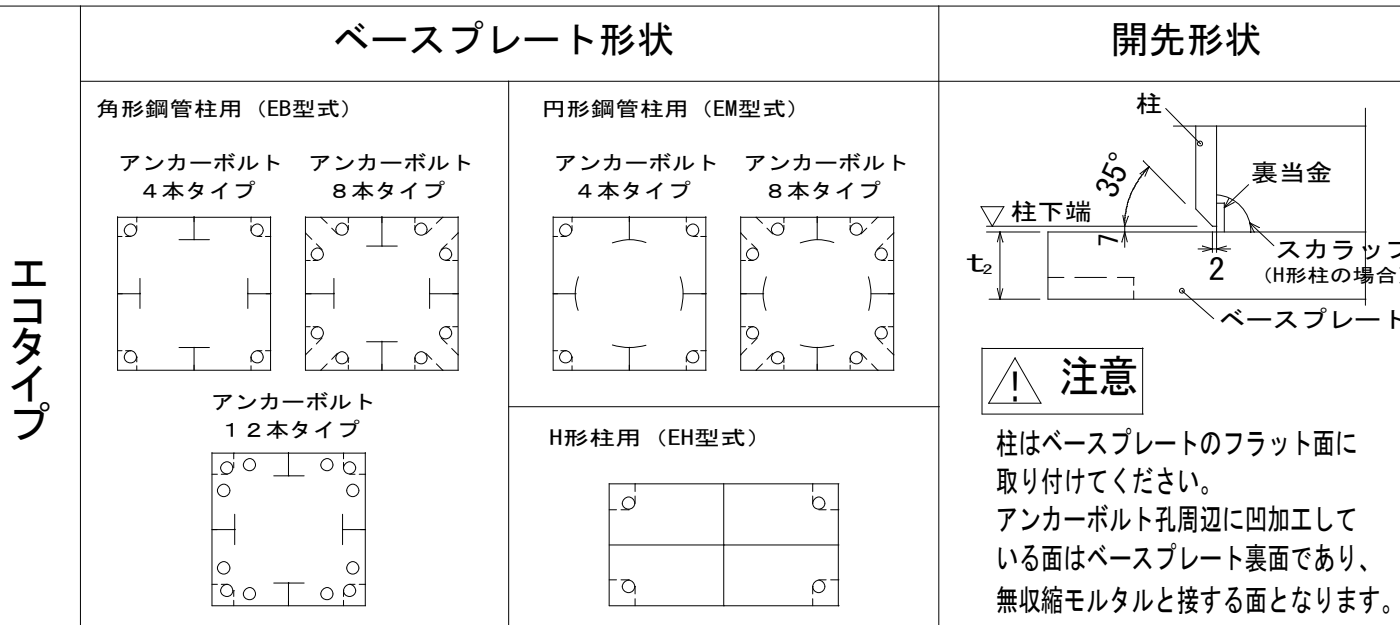 エコタイプ
ベースプレート形状
角形鋼管柱用（EB型式）
アンカーボルト
４本タイプ
アンカーボルト
８本タイプ
アンカーボルト
１２本タイプ
円形鋼管柱用（EM型式）
アンカーボルト
４本タイプ
アンカーボルト
８本タイプ
H形柱用（EH型式）
開先形状
柱
35°
裏当金
▽柱下端
7
2
t₂
スカラップ
（H形柱の場合）
ベースプレート
! 注意
柱はベースプレートのフラット面に
取り付けてください。
アンカーボルト孔周辺に凹加工して
いる面はベースプレート裏面であり、
無収縮モルタルと接する面となります。